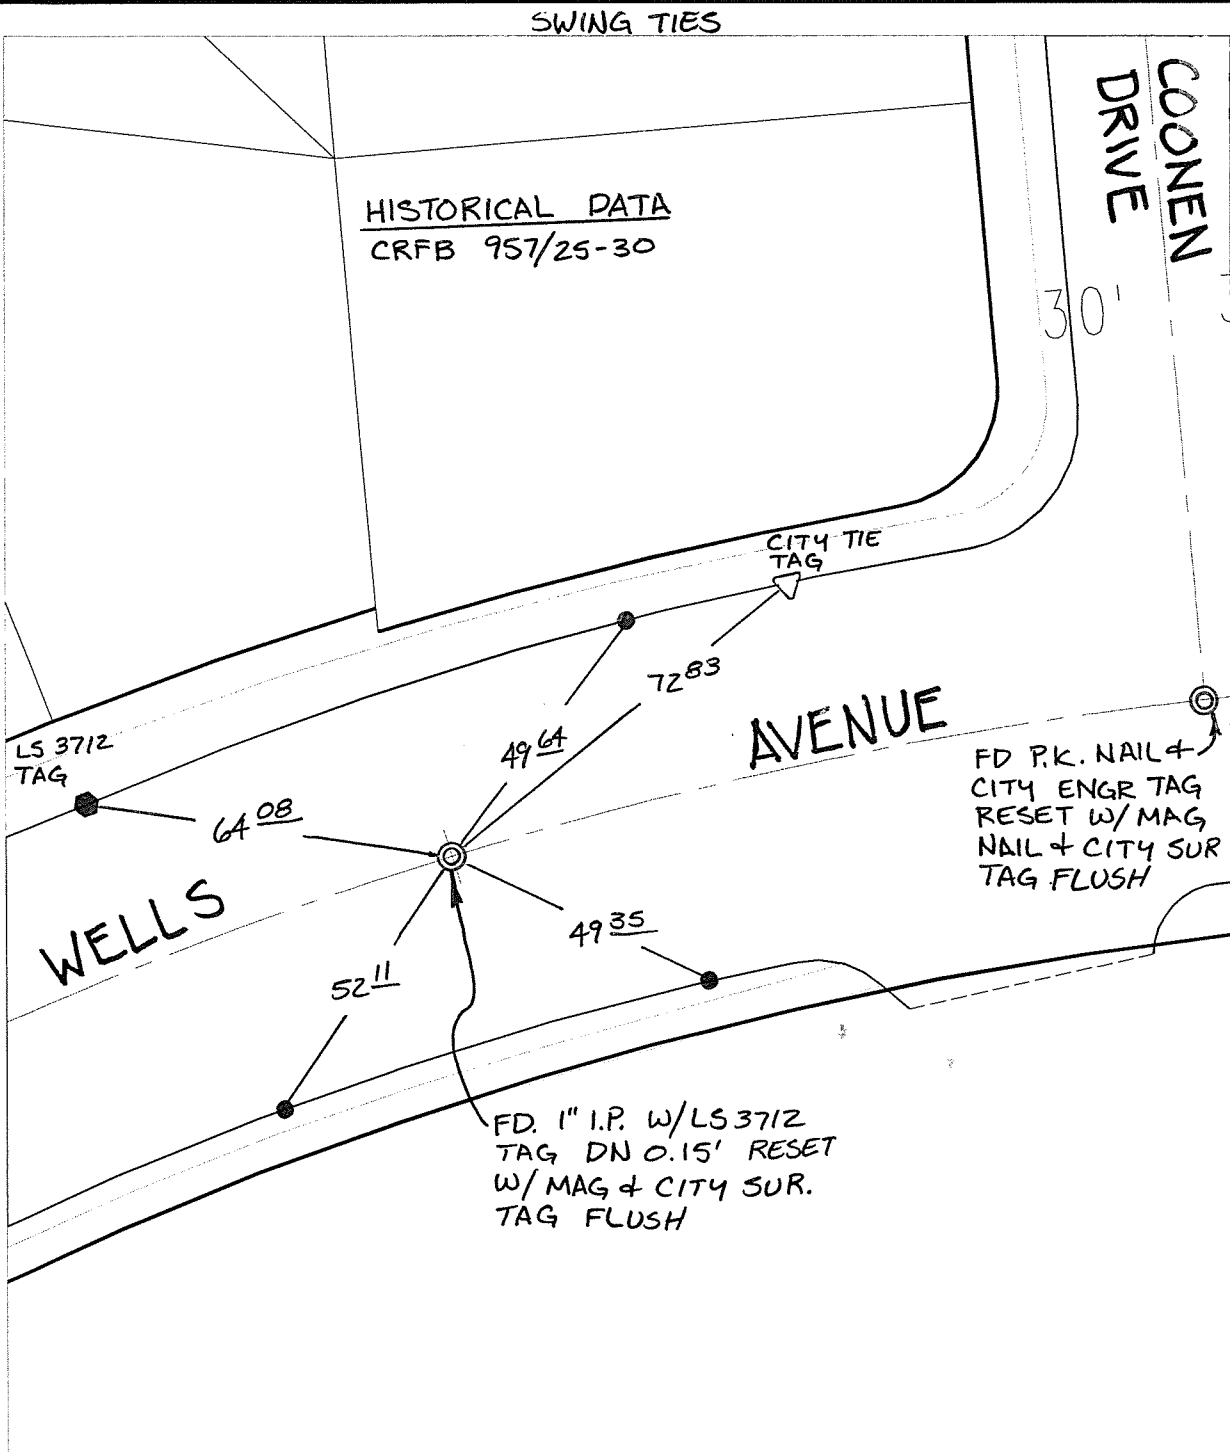 SWING TIES
COONEN
DRIVE
HISTORICAL DATA
CRFB 957/25-30
30'
CITY TIE
TAG
72 83
49 64
AVENUE
LS 3712
TAG
64 08
FD P.K. NAIL &
CITY ENGR TAG
RESET W/ MAG
NAIL & CITY SUR
TAG FLUSH
WELLS
49 35
52 11
FD. 1" I.P. W/LS 3712
TAG DN 0.15' RESET
W/ MAG & CITY SUR.
TAG FLUSH